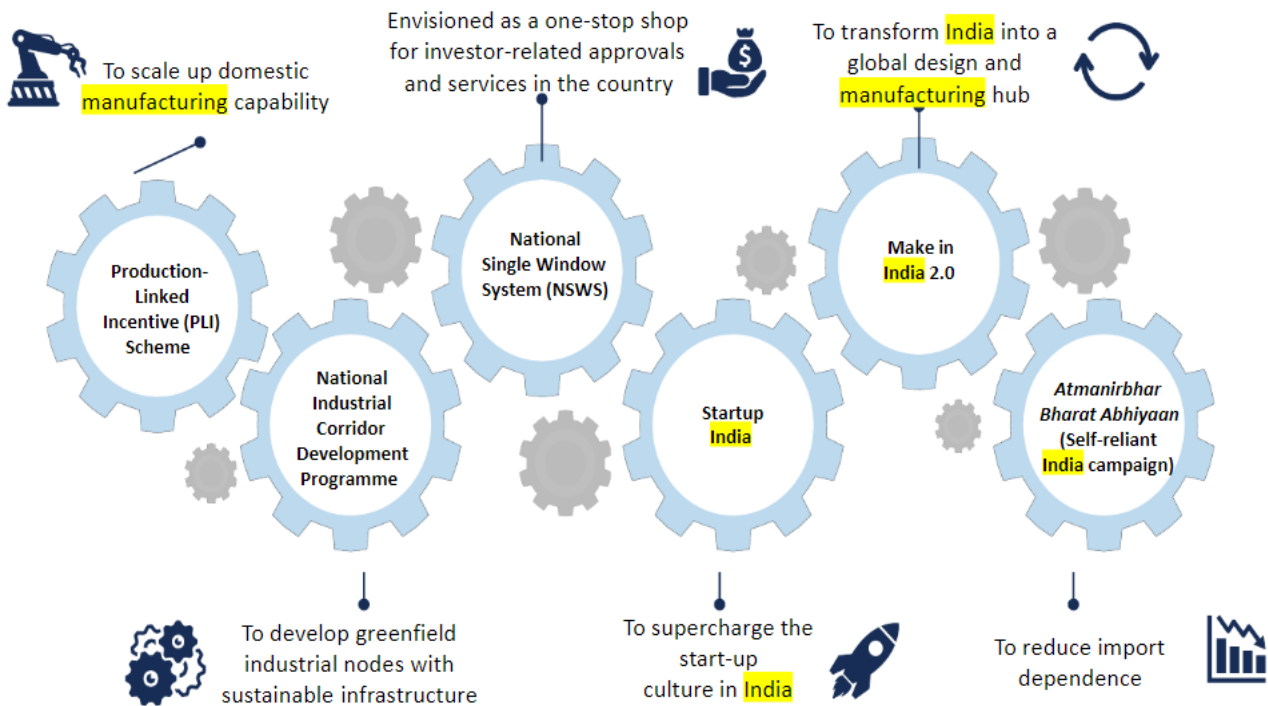 To scale up domestic
manufacturing capability
Envisioned as a one-stop shop
for investor-related approvals
and services in the country
To transform India into a
global design and
manufacturing hub
Production-
Linked
Incentive (PLI)
Scheme
National
Industrial
Corridor
Development
Programme
National
Single Window
System (NSWS)
Startup
India
Make in
India 2.0
Atmanirbhar
Bharat Abhiyaan
(Self-reliant
India campaign)
To develop greenfield
industrial nodes with
sustainable infrastructure
To supercharge the
start-up
culture in India
To reduce import
dependence
$